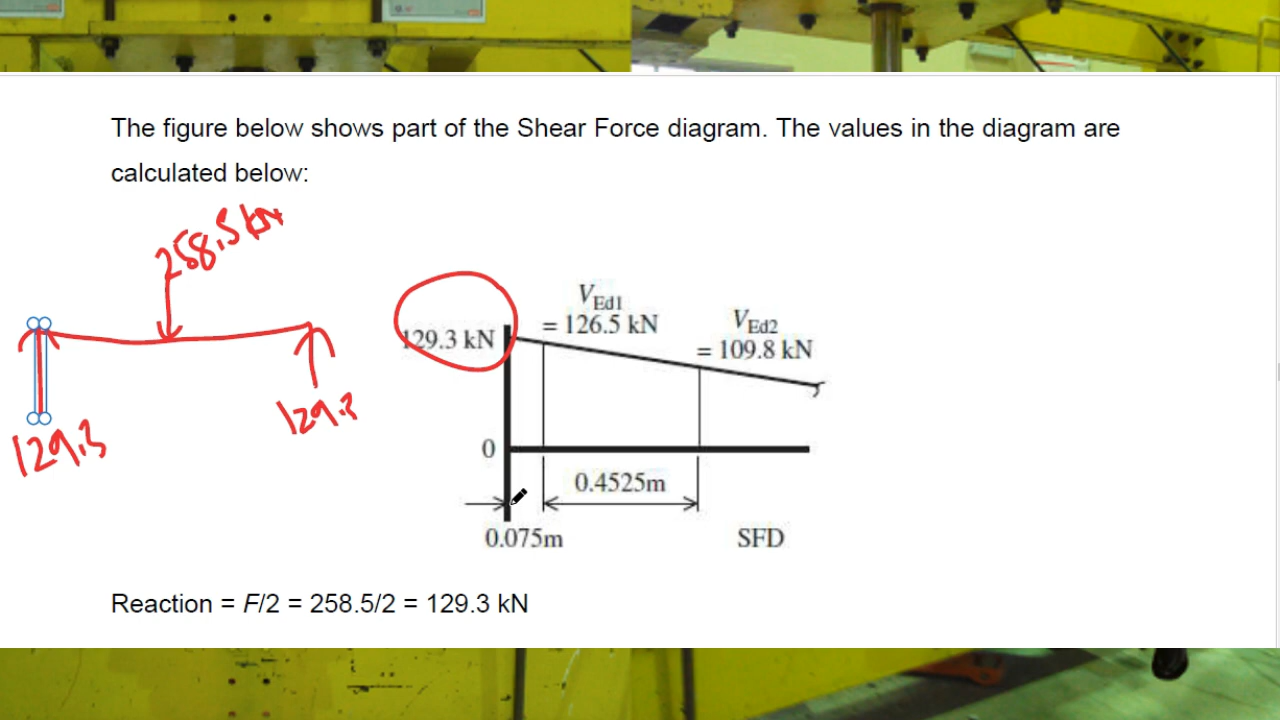 The figure below shows part of the Shear Force diagram. The values in the diagram are
calculated below:
258.5 kN
129.3
129.3
129.3 kN
VEd1
= 126.5 kN
VEd2
= 109.8 kN
0
0.4525m
0.075m
SFD
Reaction = F/2 = 258.5/2 = 129.3 kN